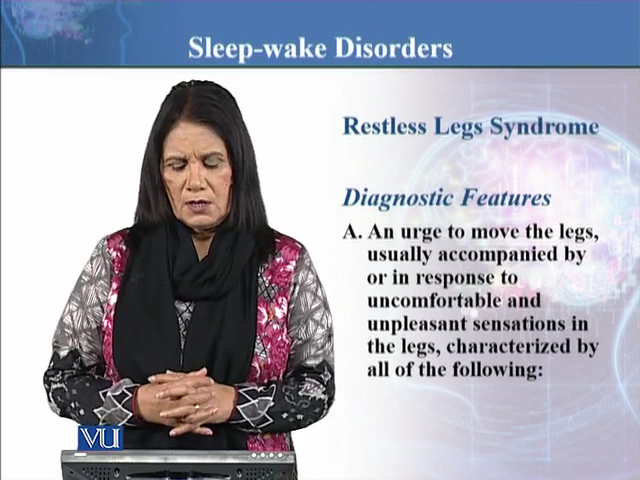 Sleep-wake Disorders
Restless Legs Syndrome
Diagnostic Features
A. An urge to move the legs,
usually accompanied by
or in response to
uncomfortable and
unpleasant sensations in
the legs, characterized by
all of the following:
VU